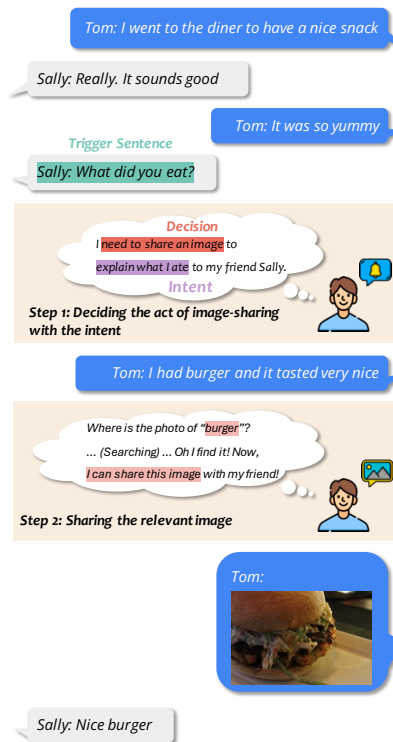 Tom: I went to the diner to have a nice snack
Sally: Really. It sounds good
Tom: It was so yummy
Trigger Sentence
Sally: What did you eat?
Decision
I need to share an image to
explain what I ate to my friend Sally.
Intent
Step 1: Deciding the act of image-sharing
with the intent
Tom: I had burger and it tasted very nice
Where is the photo of “burger”?
... (Searching) ... Oh I find it! Now,
I can share this image with my friend!
Step 2: Sharing the relevant image
Tom:
Sally: Nice burger